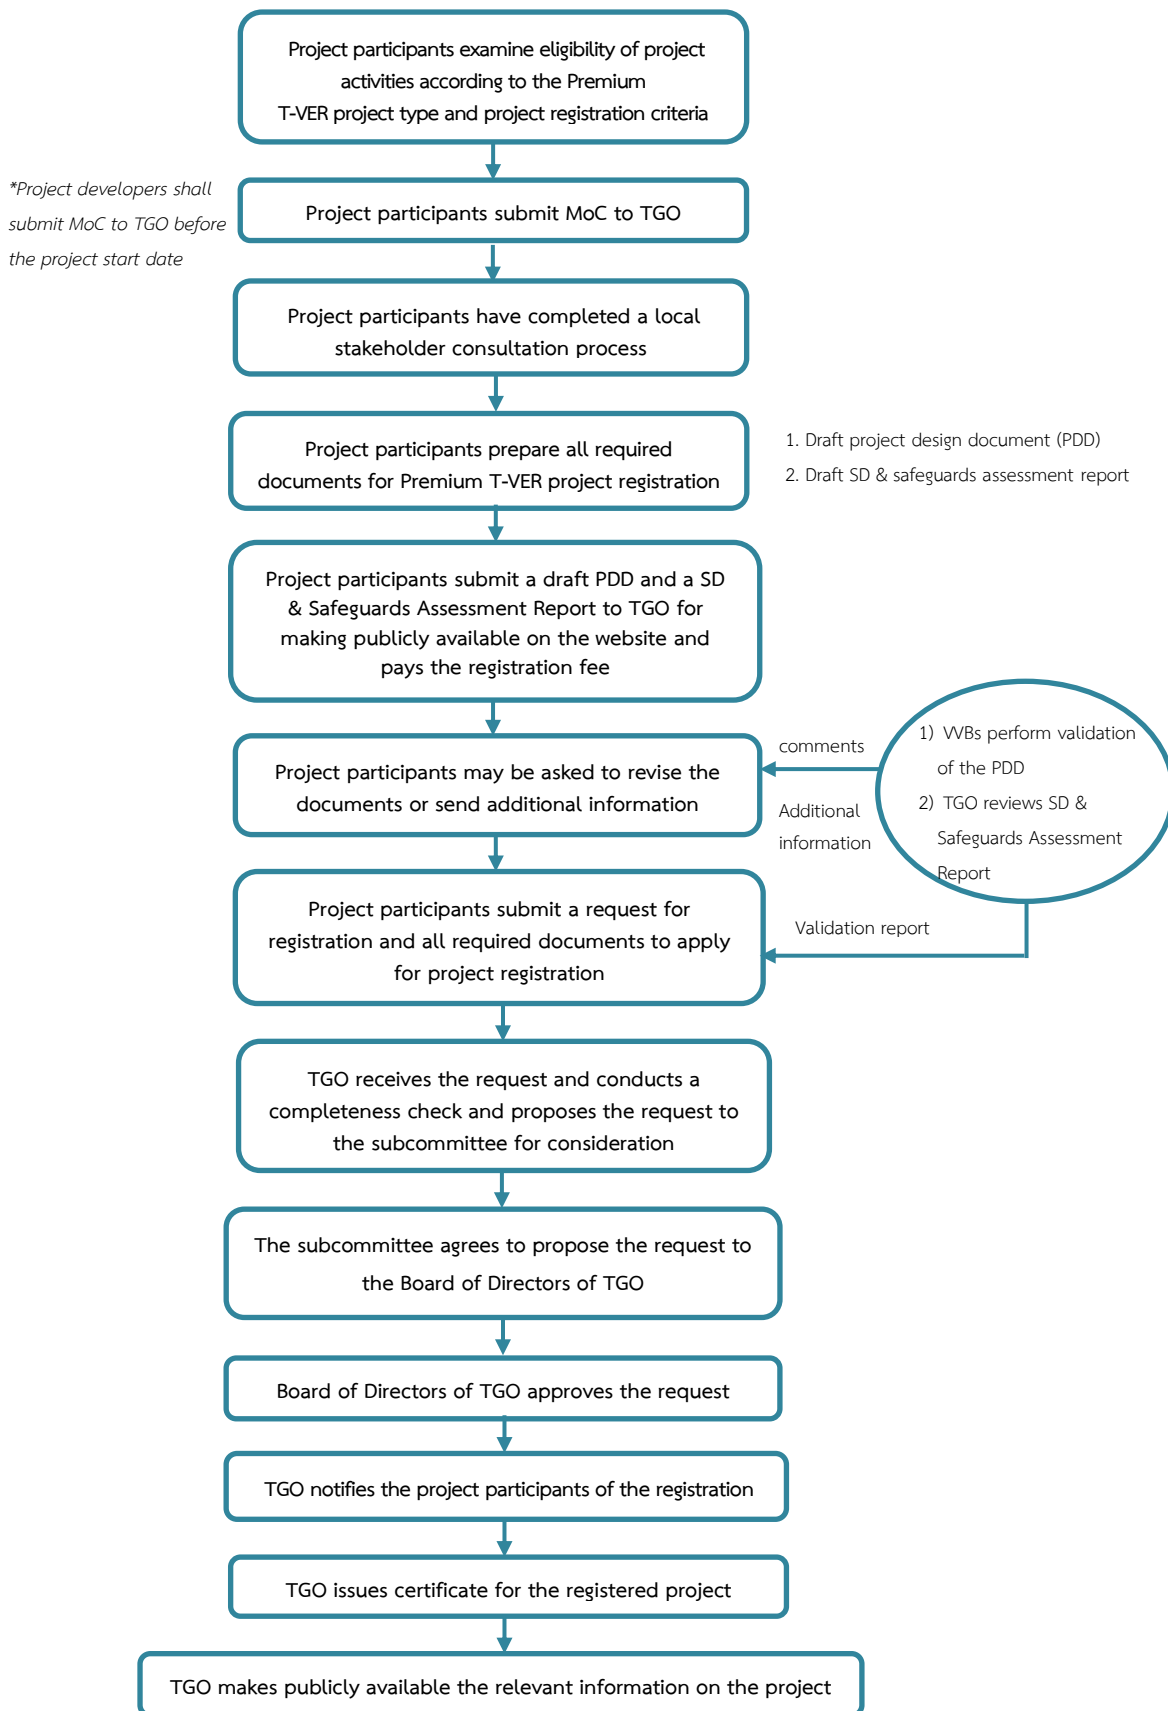 Project participants examine eligibility of project
activities according to the Premium
T-VER project type and project registration criteria
*Project developers shall
submit MoC to TGO before
the project start date
Project participants submit MoC to TGO
Project participants have completed a local
stakeholder consultation process
Project participants prepare all required
documents for Premium T-VER project registration
1. Draft project design document (PDD)
2. Draft SD & safeguards assessment report
Project participants submit a draft PDD and a SD
& Safeguards Assessment Report to TGO for
making publicly available on the website and
pays the registration fee
Project participants may be asked to revise the
documents or send additional information
comments
Additional
information
1) VVBs perform validation
of the PDD
2) TGO reviews SD &
Safeguards Assessment
Report
Project participants submit a request for
registration and all required documents to apply
for project registration
Validation report
TGO receives the request and conducts a
completeness check and proposes the request to
the subcommittee for consideration
The subcommittee agrees to propose the request to
the Board of Directors of TGO
Board of Directors of TGO approves the request
TGO notifies the project participants of the registration
TGO issues certificate for the registered project
TGO makes publicly available the relevant information on the project